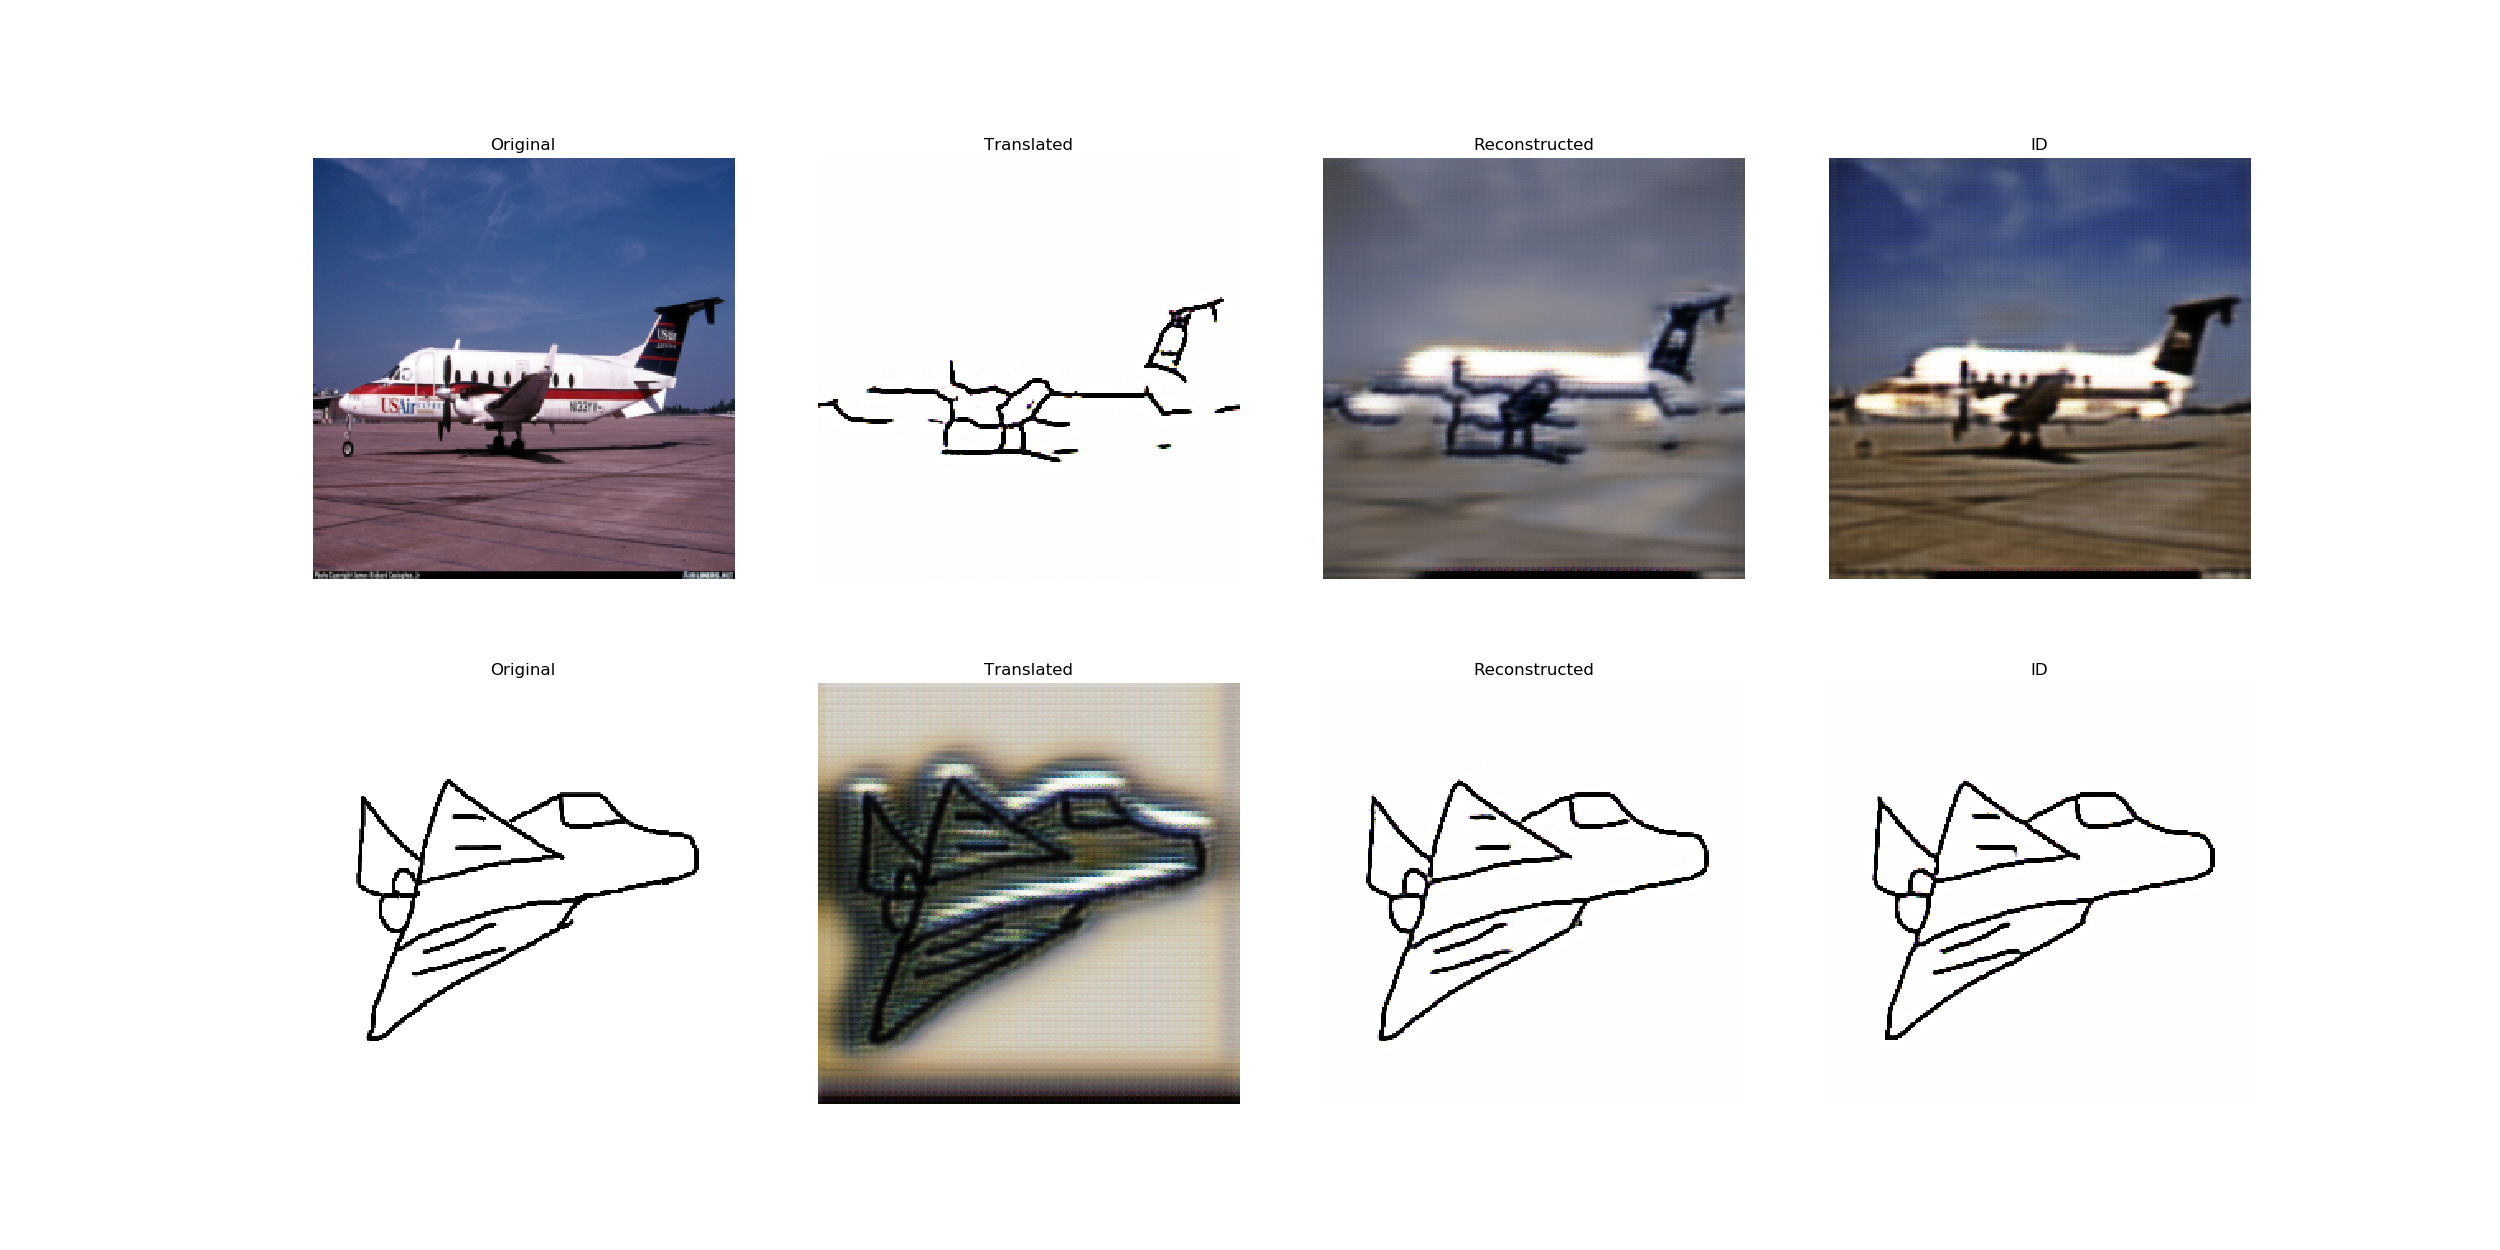 Original
Translated
Reconstructed
ID
USAir
Original
Translated
Reconstructed
ID